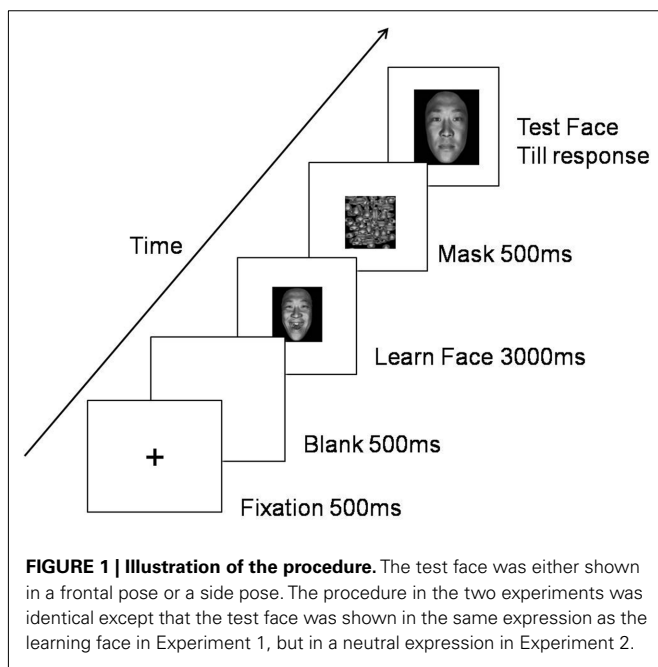 Test Face
Till response
Time
Mask 500ms
Learn Face 3000ms
Blank 500ms
+
Fixation 500ms
FIGURE 1 | Illustration of the procedure. The test face was either shown
in a frontal pose or a side pose. The procedure in the two experiments was
identical except that the test face was shown in the same expression as the
learning face in Experiment 1, but in a neutral expression in Experiment 2.